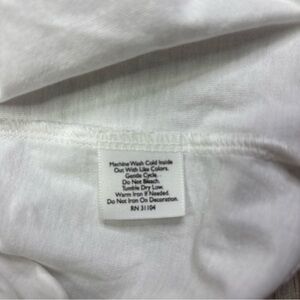 Machine Wash Cold Inside
Out With Like Colors.
Gentle Cycle.
Do Not Bleach.
Tumble Dry Low.
Warm Iron If Needed.
Do Not Iron on Decoration.
RN 31104